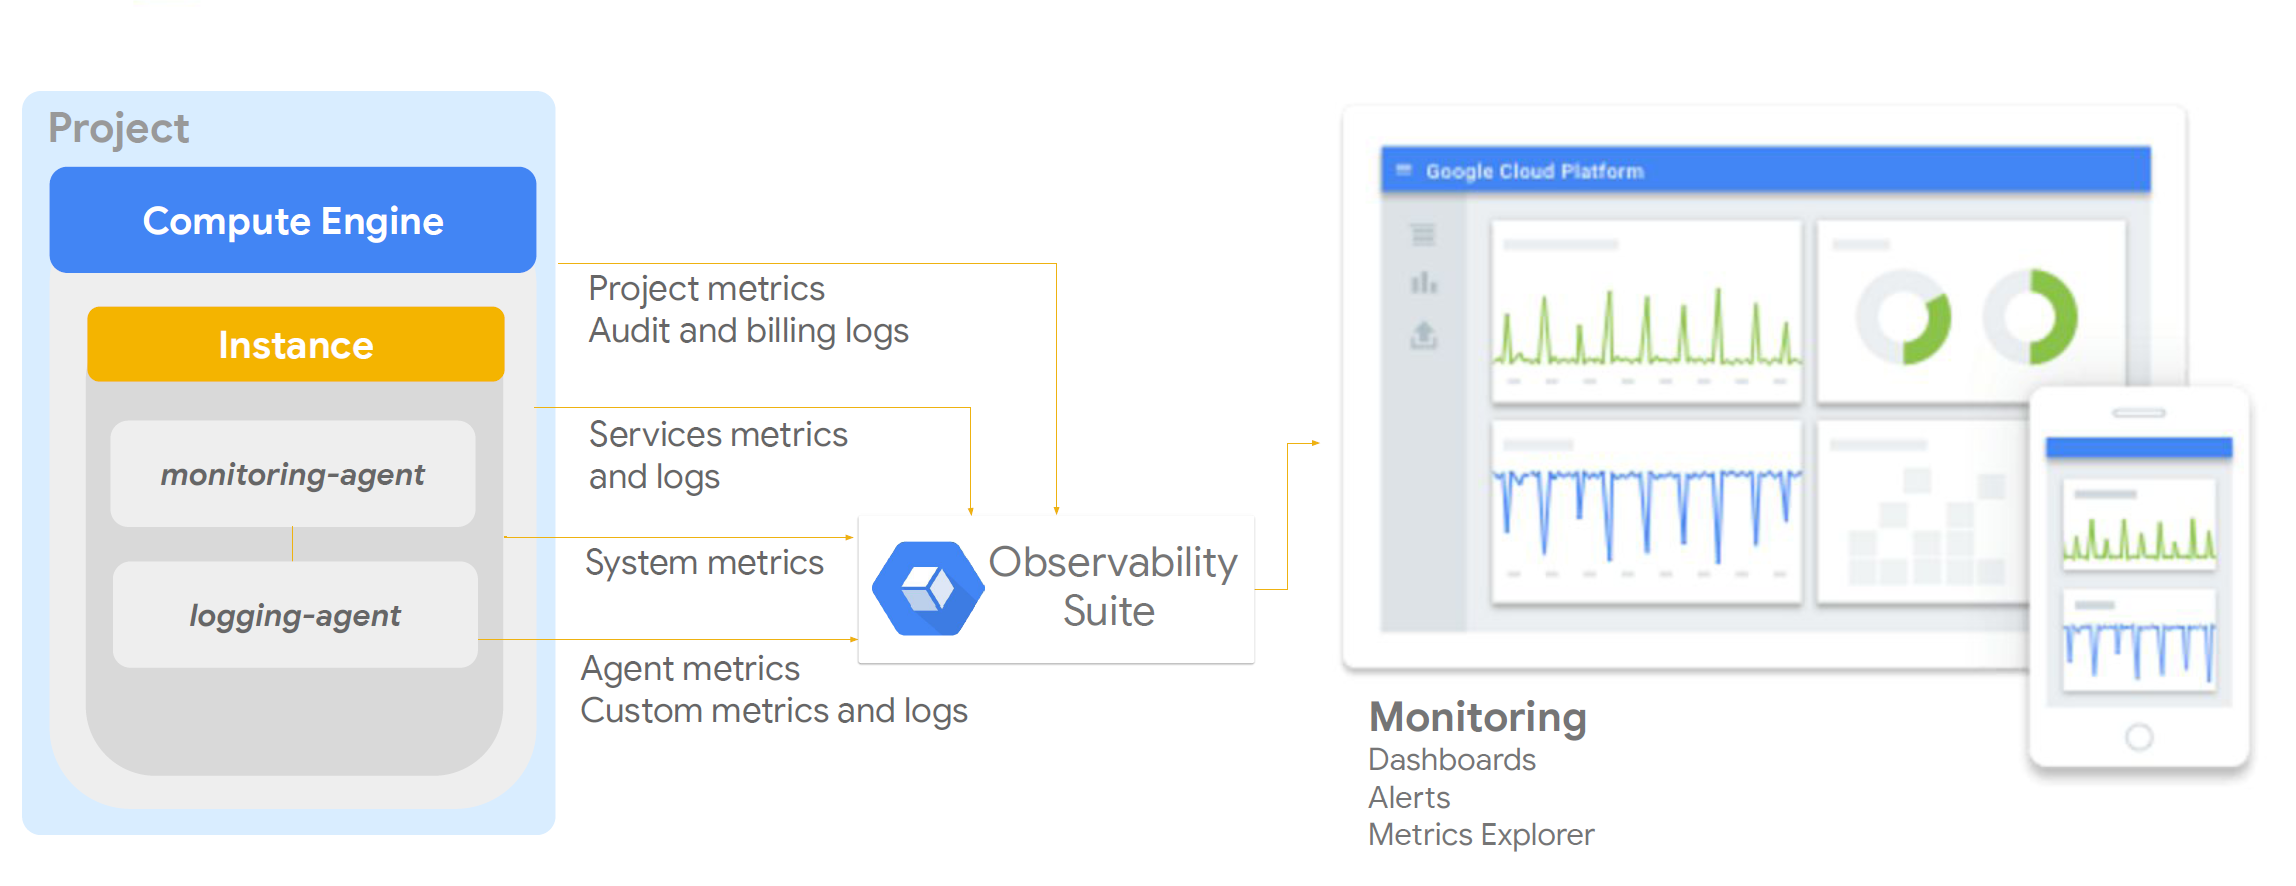 Project
Compute Engine
Instance
monitoring-agent
logging-agent
Project metrics
Audit and billing logs
Services metrics
and logs
System metrics
Agent metrics
Custom metrics and logs
Observability
Suite
Google Cloud Platform
Monitoring
Dashboards
Alerts
Metrics Explorer